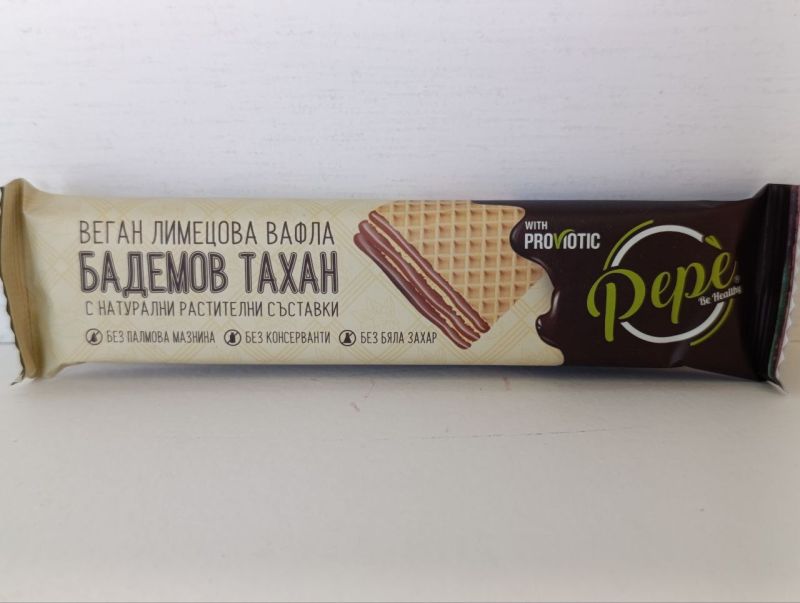 ВЕГАН ЛИМЕЦОВА ВАФЛА
БАДЕМОВ ТАХАН
С НАТУРАЛНИ РАСТИТЕЛНИ СЪСТАВКИ
БЕЗ ПАЛМОВА МАЗНИНА БЕЗ КОНСЕРВАНТИ БЕЗ БЯЛА ЗАХАР
WITH
PROVIOTIC
Pepè®
Be Healthy